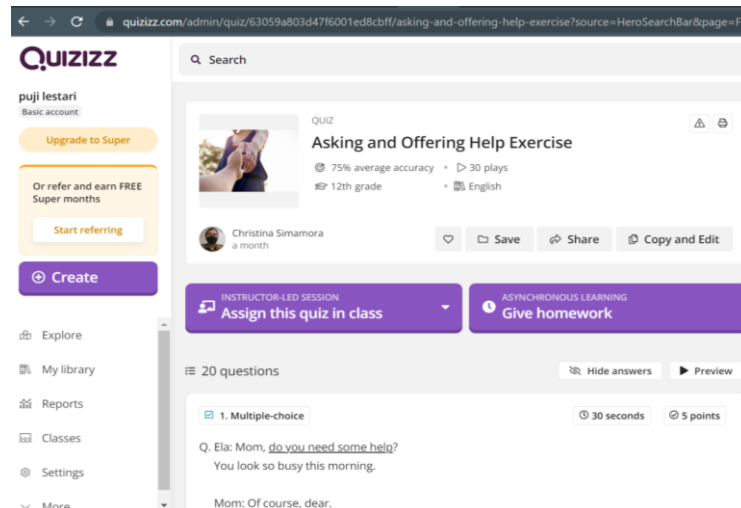 quizizz.com/admin/quiz/63059a803d47f6001ed8cbff/asking-and-offering-help-exercise?source=HeroSearchBar&page=F
QUIZIZZ
Search
puji lestari
Basic account
Upgrade to Super
Or refer and earn FREE
Super months
Start referring
Create
Explore
My library
Reports
Classes
Settings
More
QUIZ
Asking and Offering Help Exercise
75% average accuracy • 30 plays
12th grade • English
Christina Simamora
a month
Save
Share
Copy and Edit
INSTRUCTOR-LED SESSION
Assign this quiz in class
ASYNCHRONOUS LEARNING
Give homework
20 questions
Hide answers
Preview
1. Multiple-choice
30 seconds
5 points
Q. Ela: Mom, do you need some help?
You look so busy this morning.
Mom: Of course, dear.